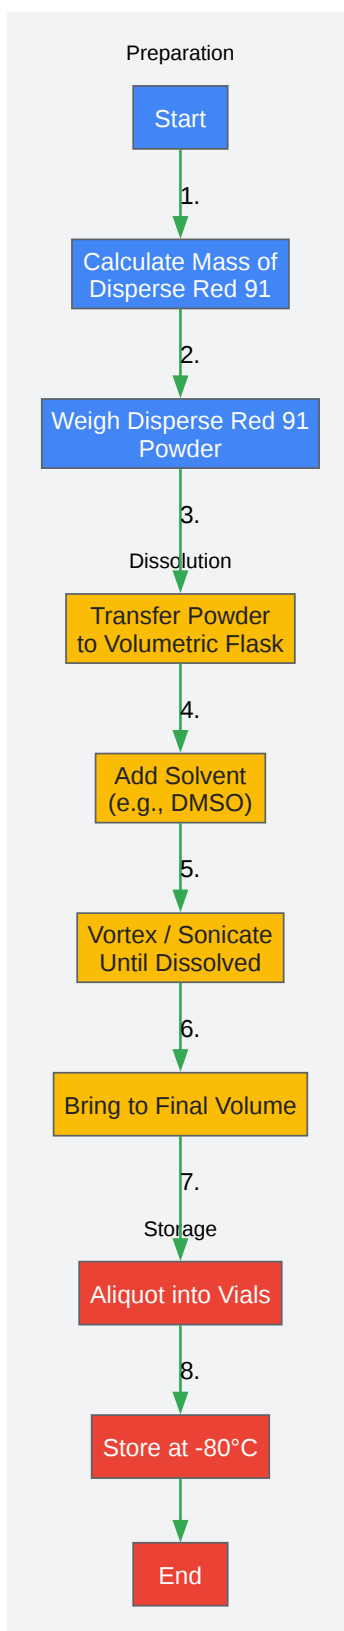 Preparation
Start
1.
Calculate Mass of
Disperse Red 91
2.
Weigh Disperse Red 91
Powder
3.
Dissolution
Transfer Powder
to Volumetric Flask
4.
Add Solvent
(e.g., DMSO)
5.
Vortex / Sonicate
Until Dissolved
6.
Bring to Final Volume
7.
Storage
Aliquot into Vials
8.
Store at -80°C
End